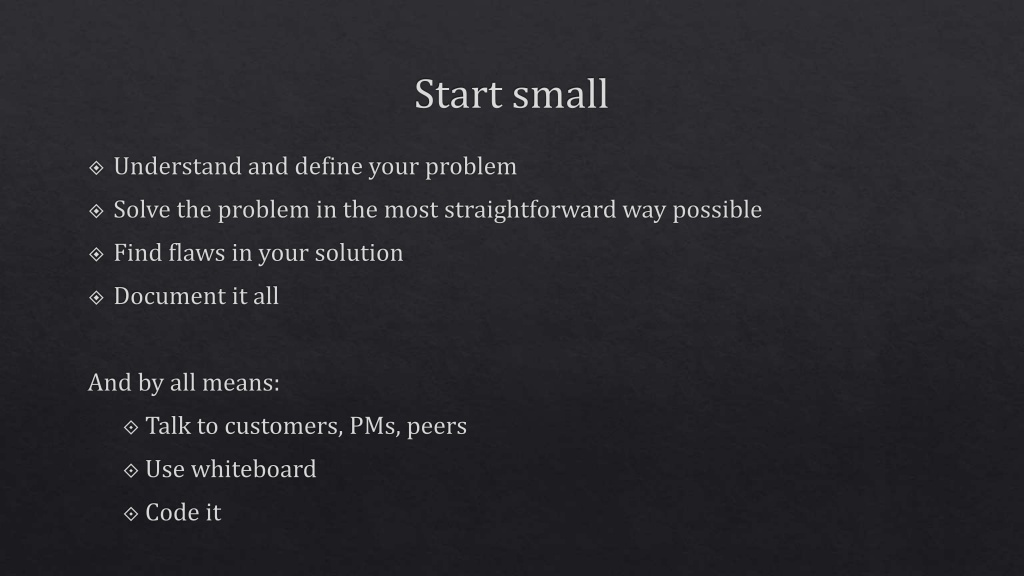 Start small
Understand and define your problem
Solve the problem in the most straightforward way possible
Find flaws in your solution
Document it all
And by all means:
Talk to customers, PMs, peers
Use whiteboard
Code it